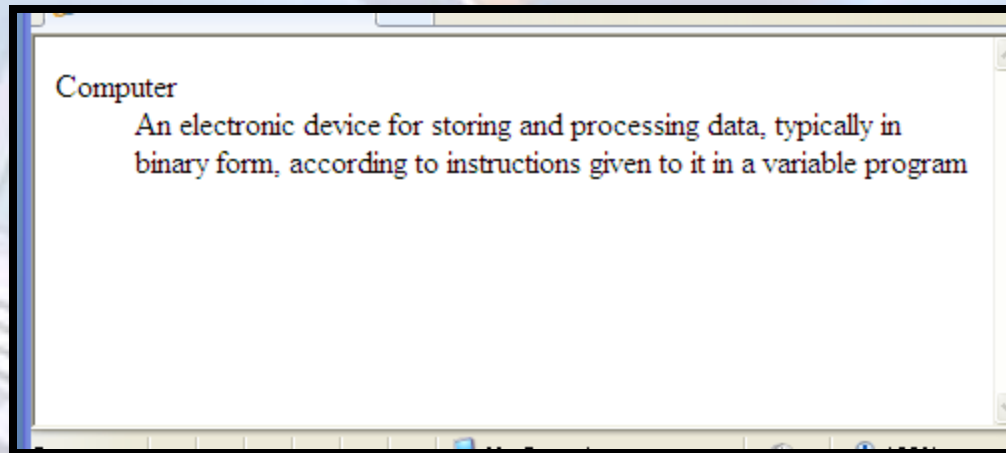 Computer
An electronic device for storing and processing data, typically in
binary form, according to instructions given to it in a variable program